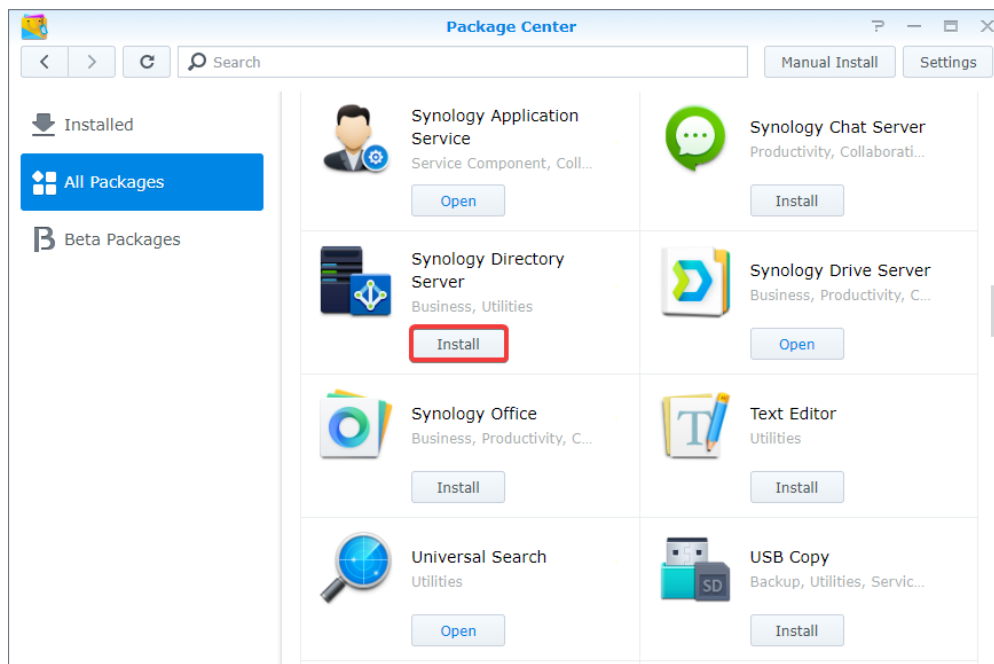 Package Center
Search
Manual Install
Settings
Installed
All Packages
Beta Packages
Synology Application
Service
Service Component, Coll...
Open
Synology Chat Server
Productivity, Collaborati...
Install
Synology Directory
Server
Business, Utilities
Install
Synology Drive Server
Business, Productivity, C...
Open
Synology Office
Business, Productivity, C...
Install
T
Text Editor
Utilities
Install
Universal Search
Utilities
Open
SD
USB Copy
Backup, Utilities, Servic...
Install